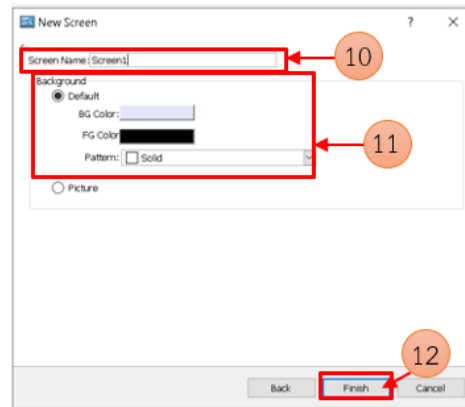 New Screen ? ×
Screen Name: Screen1
10
Background
Default
BG Color:
FG Color
11
Pattern: Solid
Picture
12
Back Finish Cancel